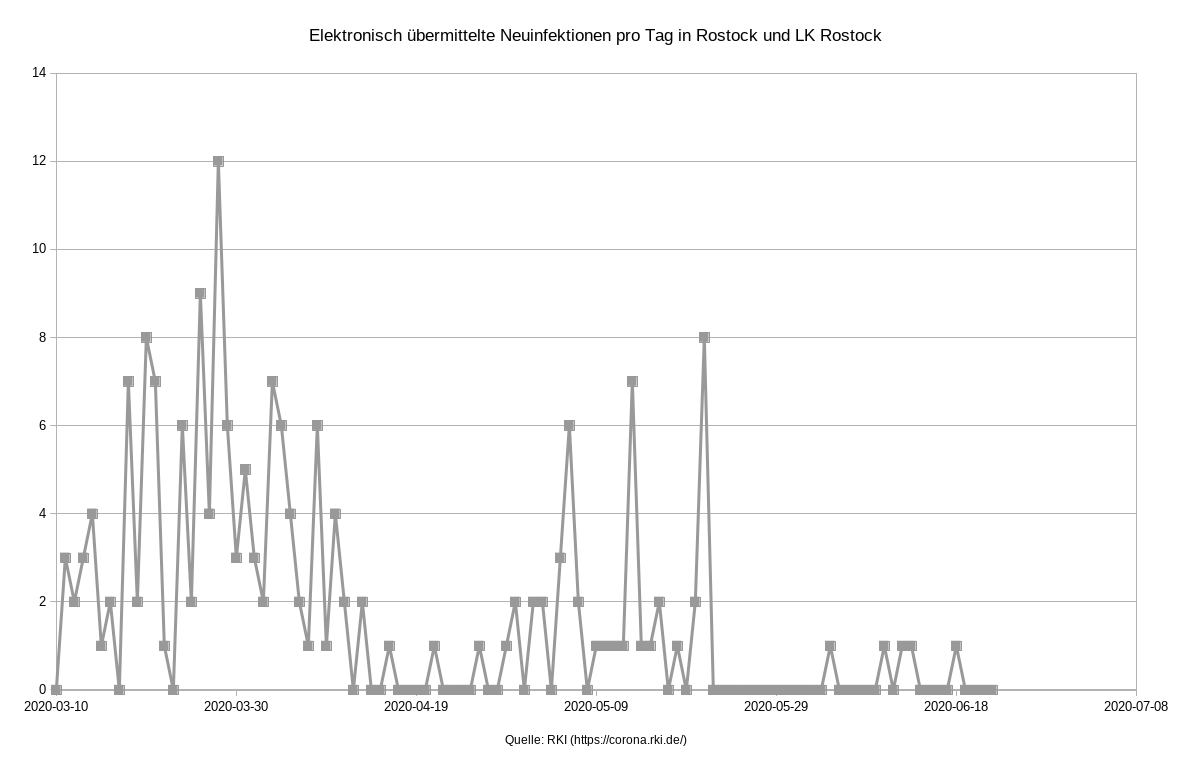 Elektronisch übermittelte Neuinfektionen pro Tag in Rostock und LK Rostock
14
12
10
8
6
4
2
0
2020-03-10 2020-03-30 2020-04-19 2020-05-09 2020-05-29 2020-06-18 2020-07-08
Quelle: RKI (https://corona.rki.de/)